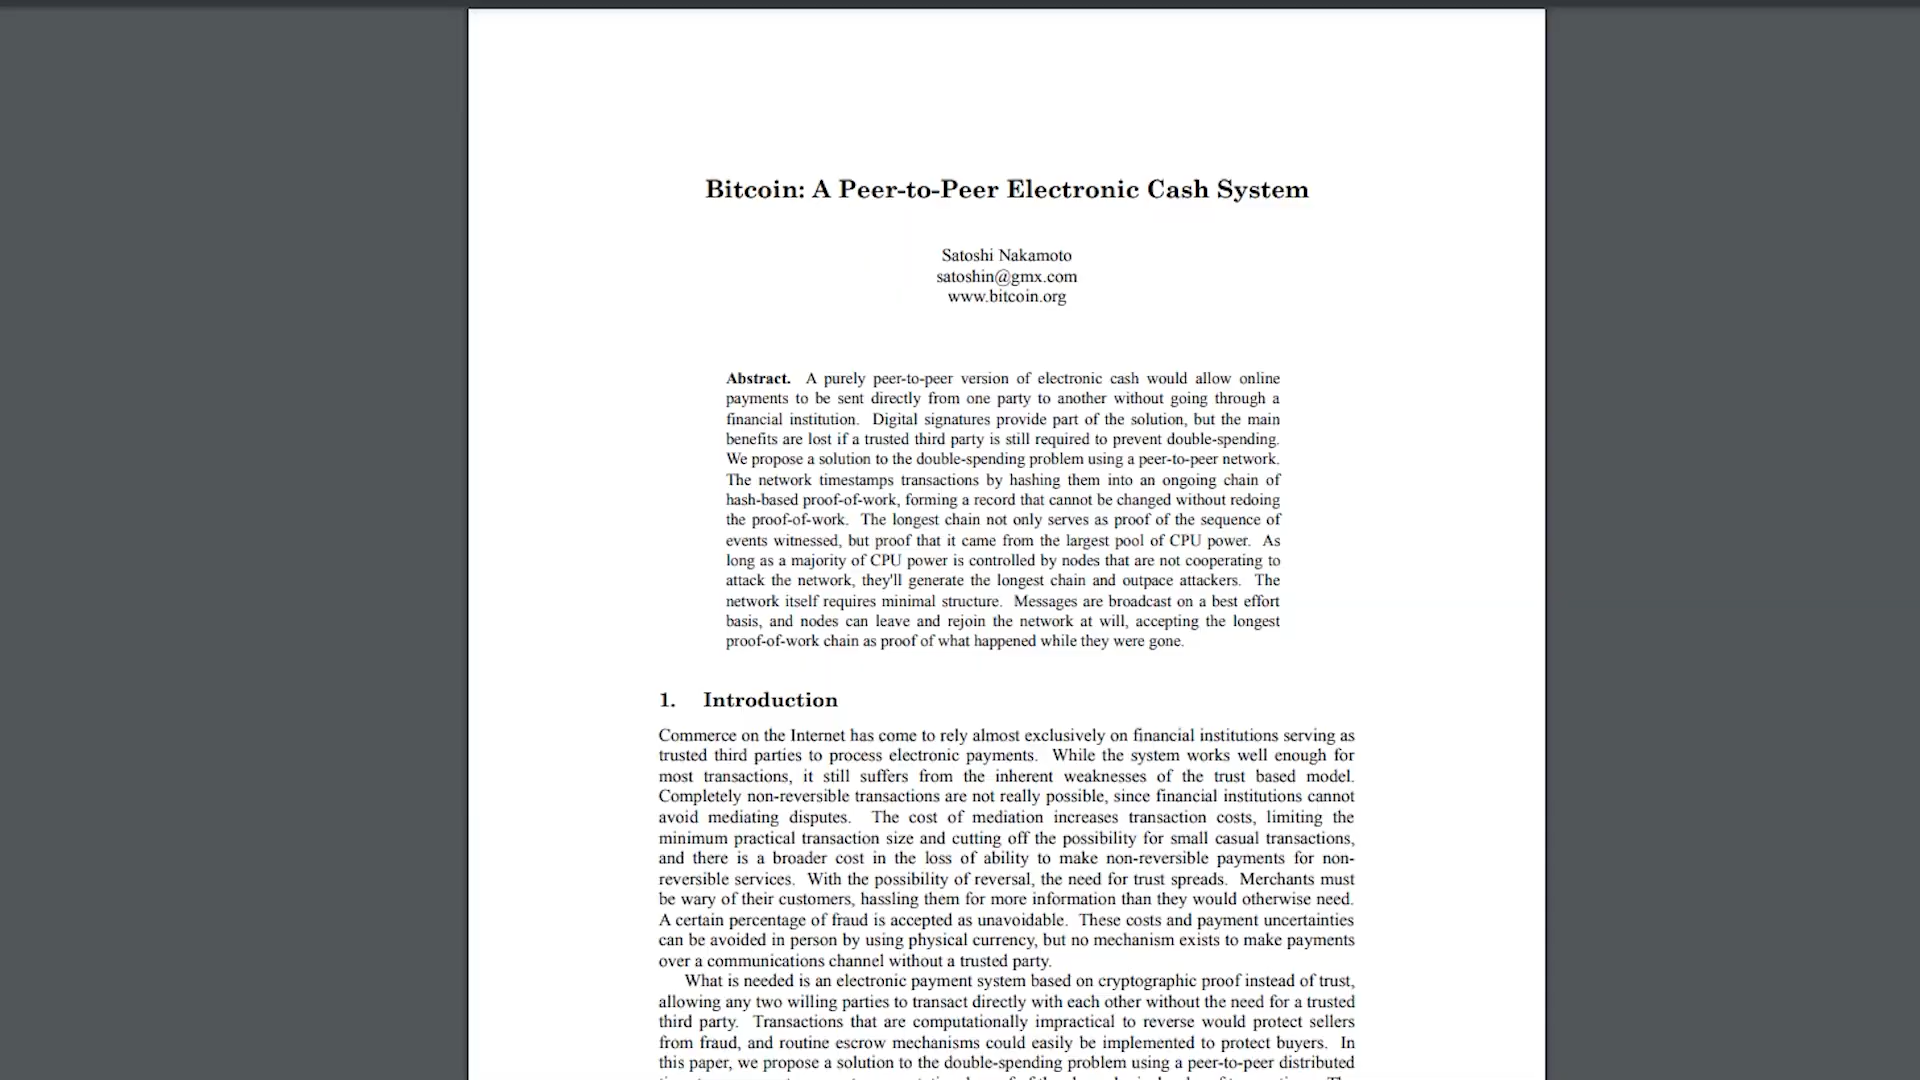 Bitcoin: A Peer-to-Peer Electronic Cash System
Satoshi Nakamoto
satoshin@gmx.com
www.bitcoin.org
Abstract. A purely peer-to-peer version of electronic cash would allow online
payments to be sent directly from one party to another without going through a
financial institution. Digital signatures provide part of the solution, but the main
benefits are lost if a trusted third party is still required to prevent double-spending.
We propose a solution to the double-spending problem using a peer-to-peer network.
The network timestamps transactions by hashing them into an ongoing chain of
hash-based proof-of-work, forming a record that cannot be changed without redoing
the proof-of-work. The longest chain not only serves as proof of the sequence of
events witnessed, but proof that it came from the largest pool of CPU power. As
long as a majority of CPU power is controlled by nodes that are not cooperating to
attack the network, they'll generate the longest chain and outpace attackers. The
network itself requires minimal structure. Messages are broadcast on a best effort
basis, and nodes can leave and rejoin the network at will, accepting the longest
proof-of-work chain as proof of what happened while they were gone.
1. Introduction
Commerce on the Internet has come to rely almost exclusively on financial institutions serving as
trusted third parties to process electronic payments. While the system works well enough for
most transactions, it still suffers from the inherent weaknesses of the trust based model.
Completely non-reversible transactions are not really possible, since financial institutions cannot
avoid mediating disputes. The cost of mediation increases transaction costs, limiting the
minimum practical transaction size and cutting off the possibility for small casual transactions,
and there is a broader cost in the loss of ability to make non-reversible payments for non-
reversible services. With the possibility of reversal, the need for trust spreads. Merchants must
be wary of their customers, hassling them for more information than they would otherwise need.
A certain percentage of fraud is accepted as unavoidable. These costs and payment uncertainties
can be avoided in person by using physical currency, but no mechanism exists to make payments
over a communications channel without a trusted party.
What is needed is an electronic payment system based on cryptographic proof instead of trust,
allowing any two willing parties to transact directly with each other without the need for a trusted
third party. Transactions that are computationally impractical to reverse would protect sellers
from fraud, and routine escrow mechanisms could easily be implemented to protect buyers. In
this paper, we propose a solution to the double-spending problem using a peer-to-peer distributed